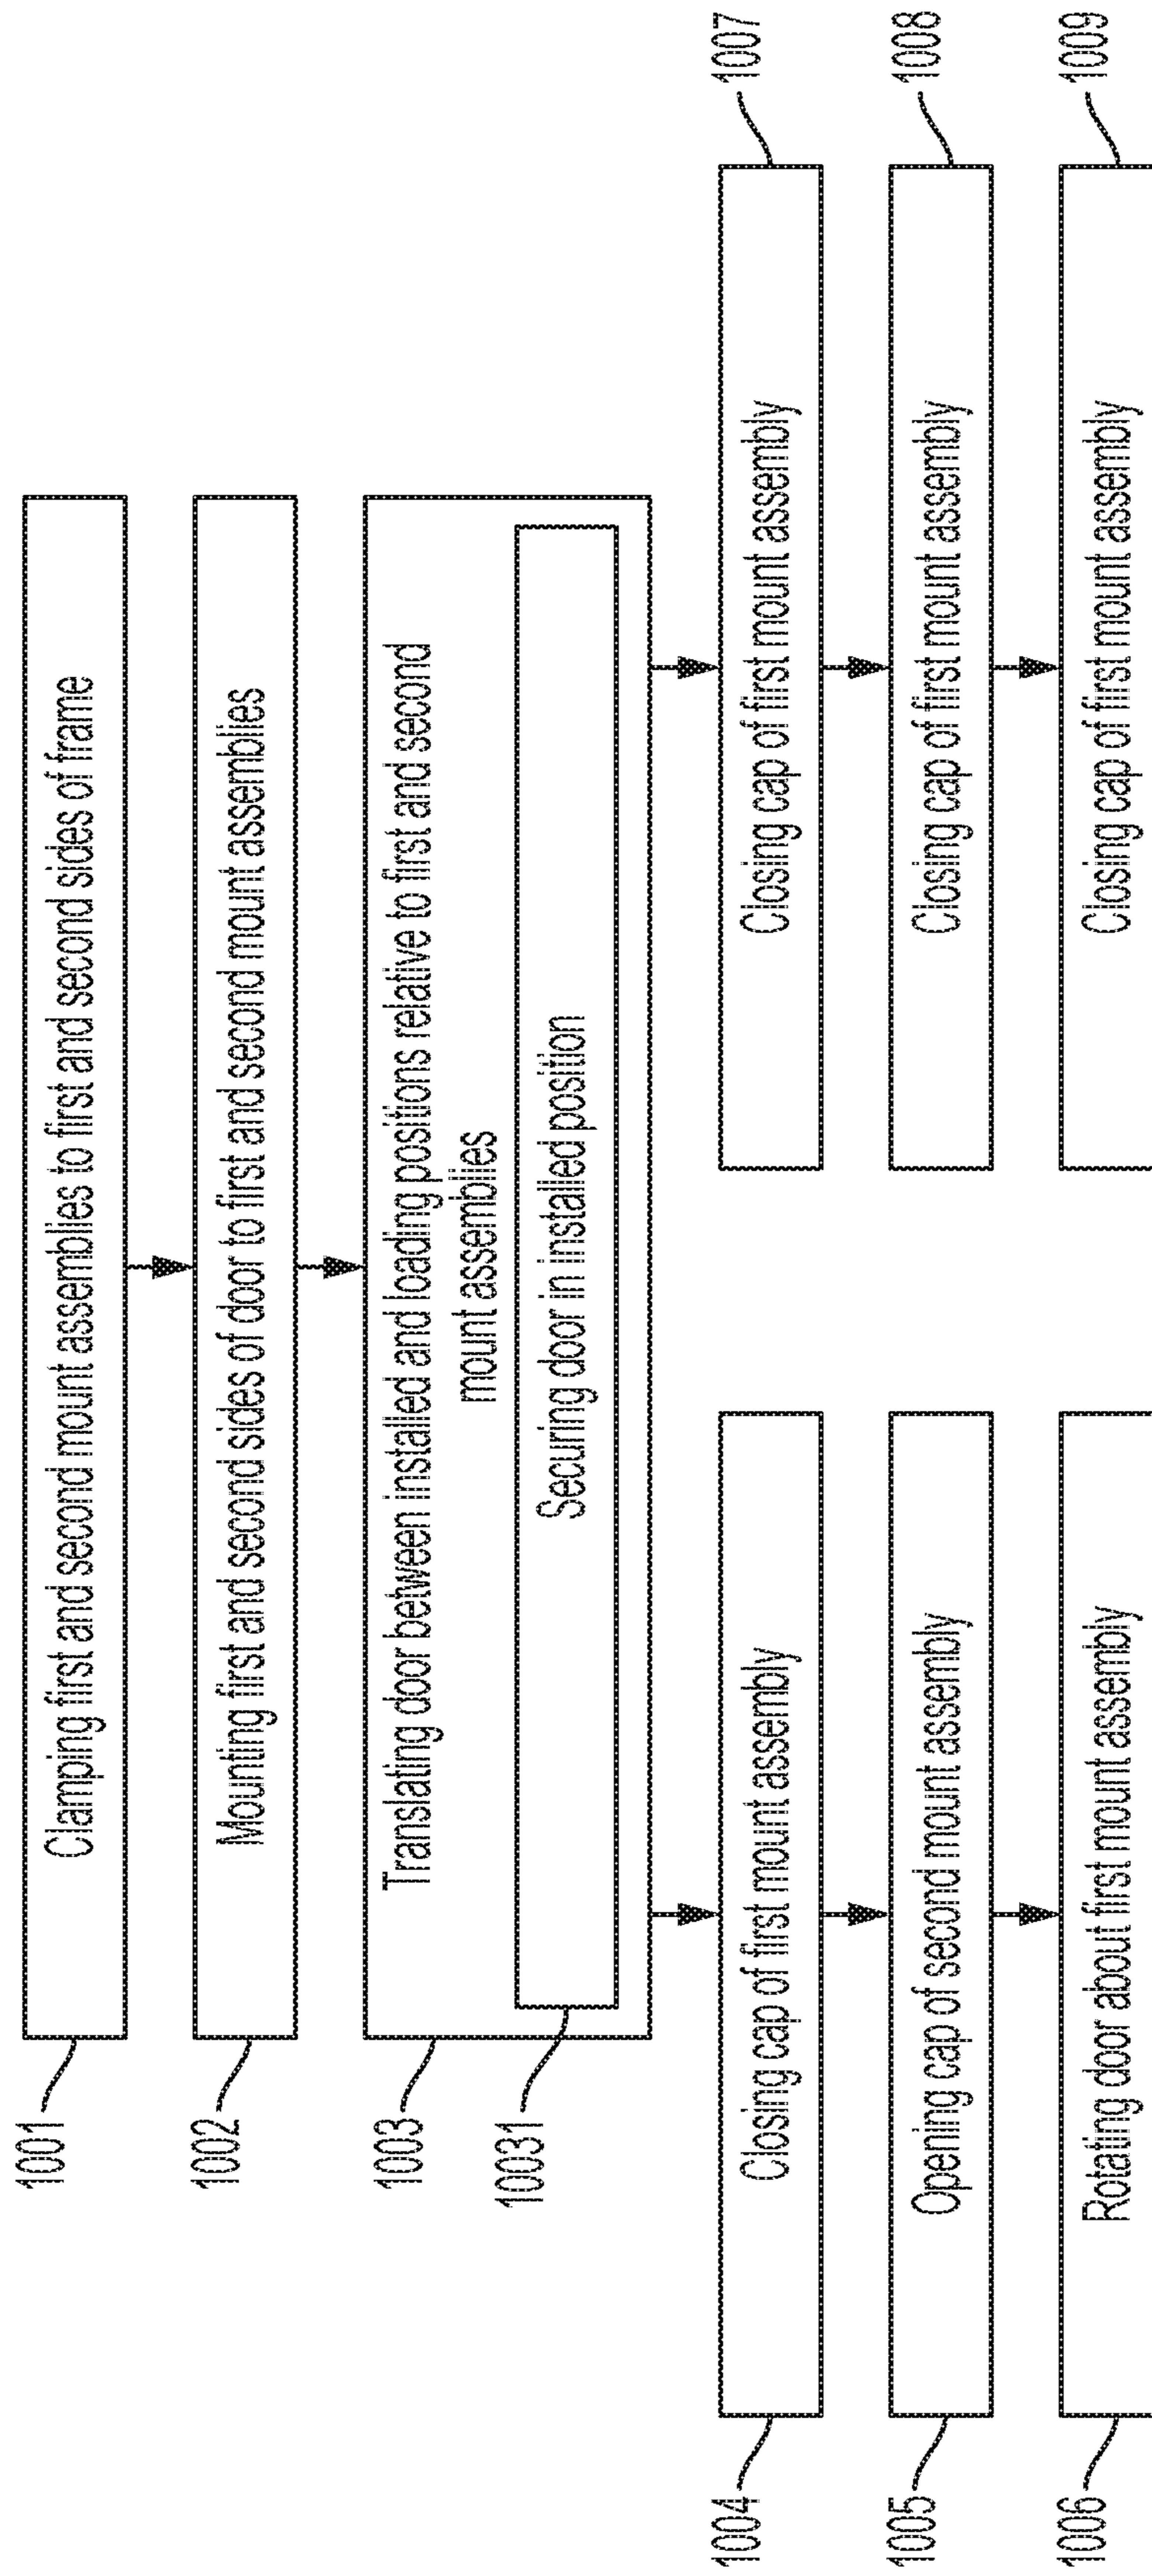 1001
Clamping first and second mount assemblies to first and second sides of frame
1002
Mounting first and second sides of door to first and second mount assemblies
1003
Translating door between installed and loading positions relative to first and second
mount assemblies
10031
Securing door in installed position
1004
Closing cap of first mount assembly
1005
Opening cap of second mount assembly
1006
Rotating door about first mount assembly
1007
Closing cap of first mount assembly
1008
Closing cap of first mount assembly
1009
Closing cap of first mount assembly